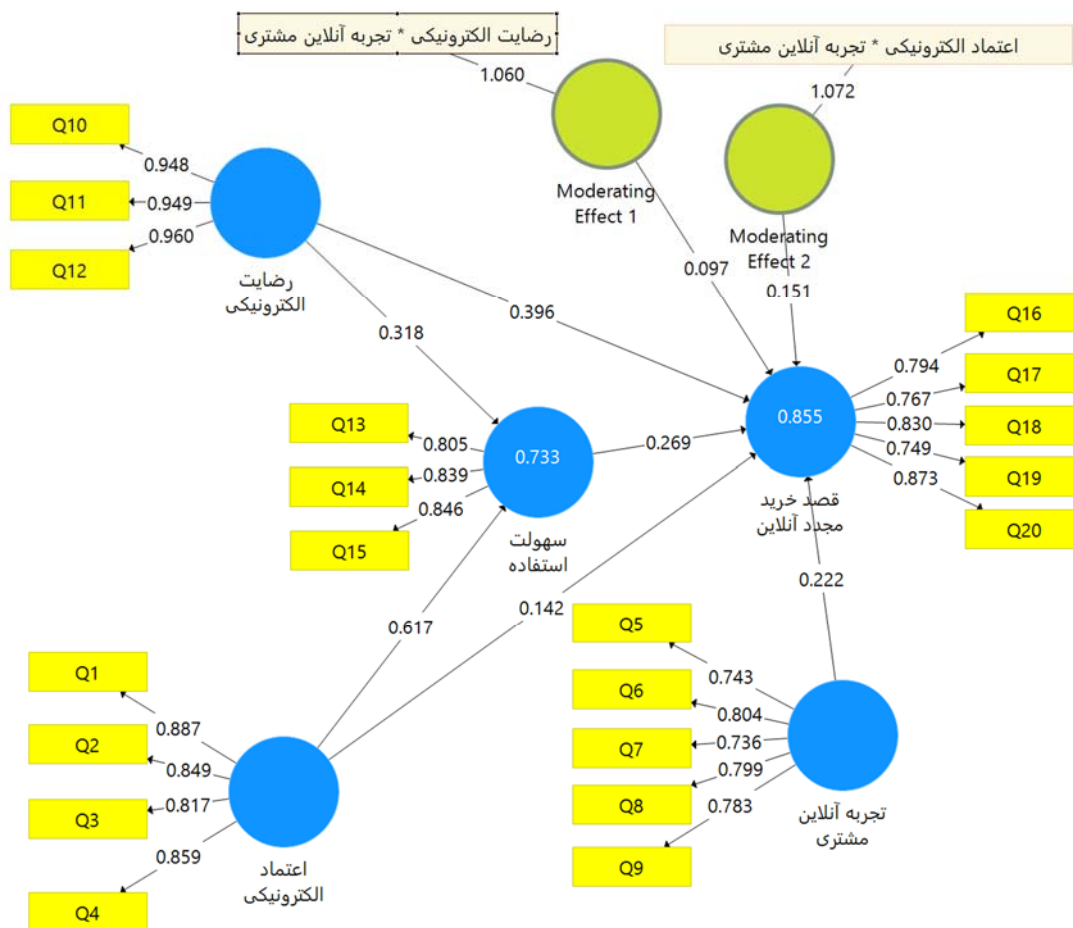 رضایت الکترونیکی * تجربه آنلاین مشتری
اعتماد الکترونیکی * تجربه آنلاین مشتری
1.060
1.072
Q10
0.948
Q11
0.949
Q12
0.960
رضایت
الکترونیکی
Moderating
Effect 1
Moderating
Effect 2
0.097
0.151
0.396
0.318
Q13
0.805
Q14
0.839
Q15
0.846
0.733
سهولت
استفاده
0.269
0.855
قصد خرید
مجدد آنلاین
Q16
0.794
Q17
0.767
Q18
0.830
Q19
0.749
Q20
0.873
0.222
0.142
0.617
Q1
0.887
Q2
0.849
Q3
0.817
Q4
0.859
اعتماد
الکترونیکی
Q5
0.743
Q6
0.804
Q7
0.736
Q8
0.799
Q9
0.783
تجربه آنلاین
مشتری